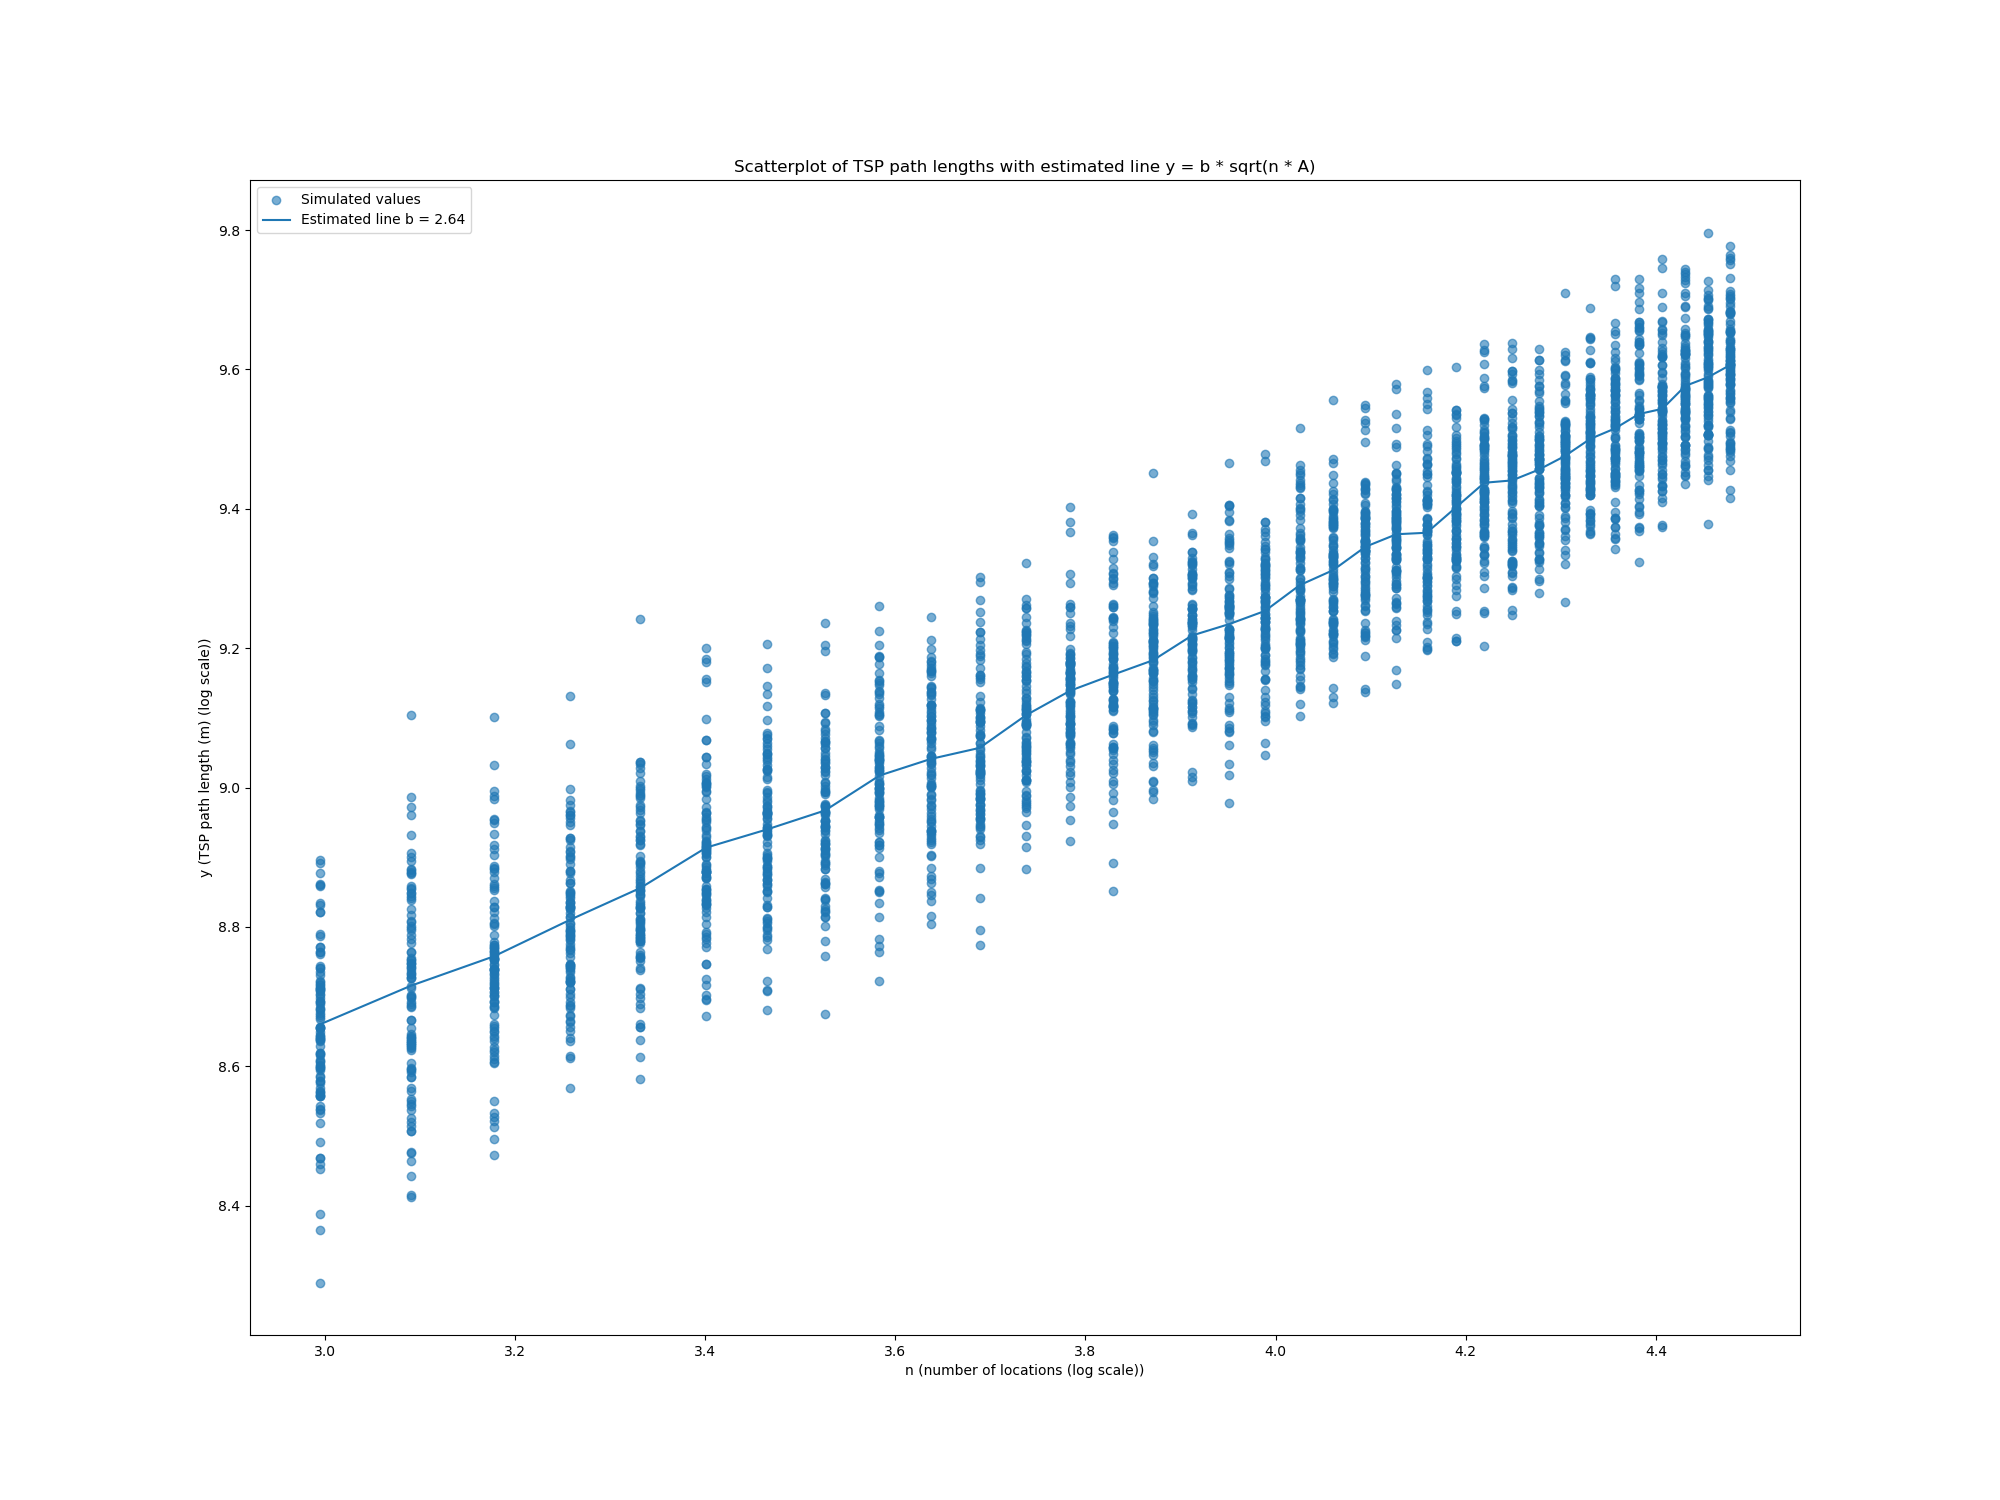 Scatterplot of TSP path lengths with estimated line y = b * sqrt(n * A)
Simulated values
Estimated line b = 2.64
y (TSP path length (m) (log scale))
9.8
9.6
9.4
9.2
9.0
8.8
8.6
8.4
3.0 3.2 3.4 3.6 3.8 4.0 4.2 4.4
n (number of locations (log scale))